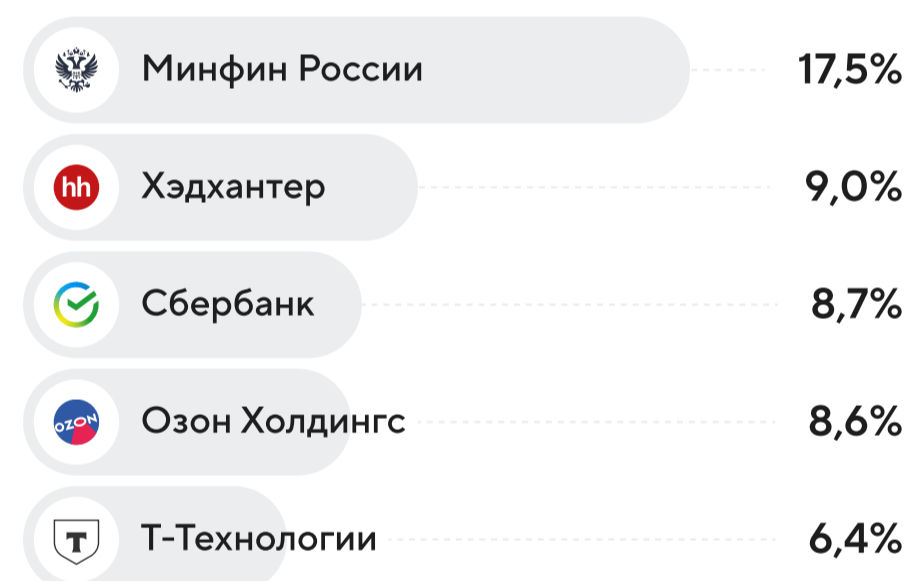 Минфин России 17,5%
hh Хэдхантер 9,0%
Сбербанк 8,7%
OZON Озон Холдингс 8,6%
T Т-Технологии 6,4%